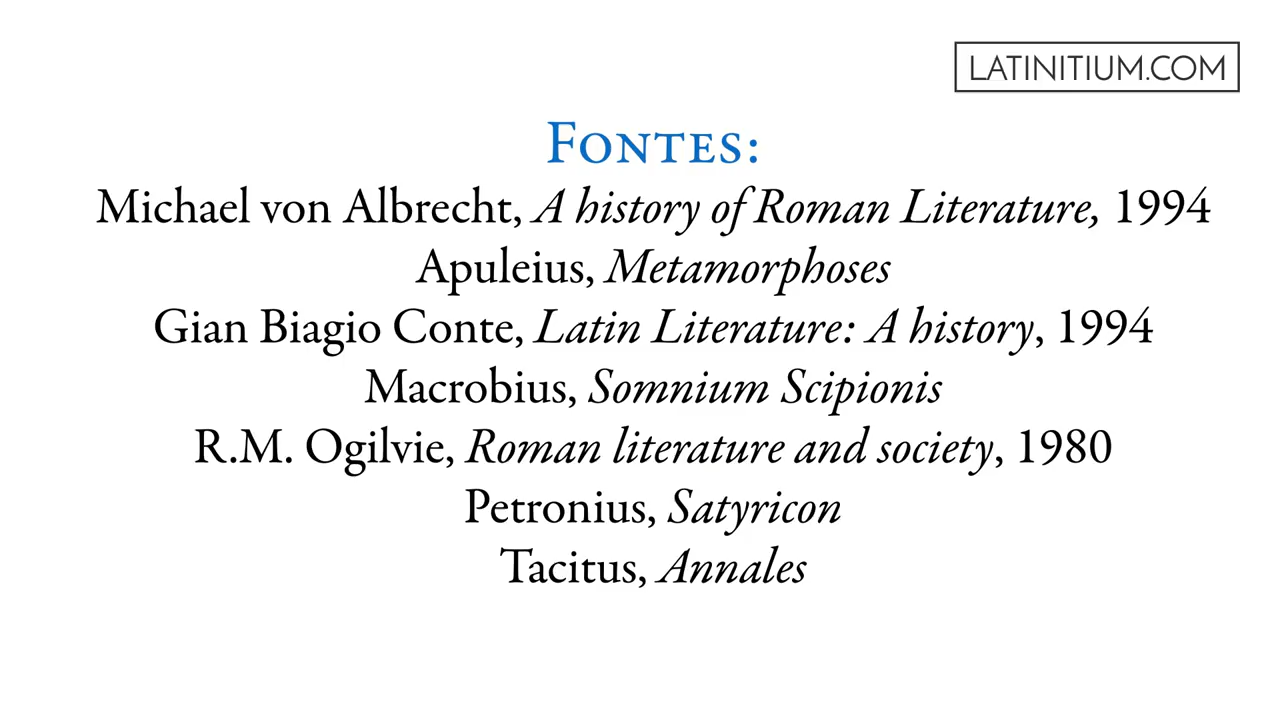 LATINITIUM.COM
Fontes:
Michael von Albrecht, A history of Roman Literature, 1994
Apuleius, Metamorphoses
Gian Biagio Conte, Latin Literature: A history, 1994
Macrobius, Somnium Scipionis
R.M. Ogilvie, Roman literature and society, 1980
Petronius, Satyricon
Tacitus, Annales